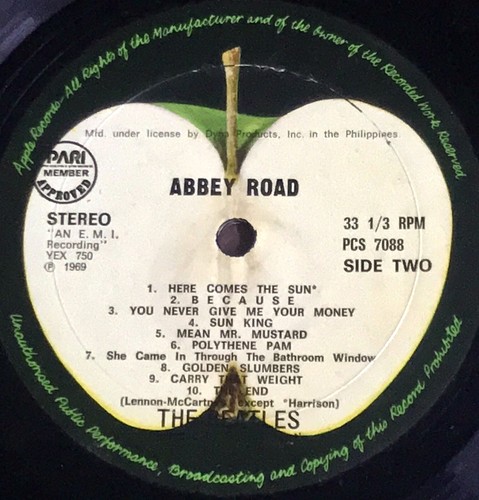 Apple Records-All Rights of the Manufacturer and of the owner of the Recorded Work Reserved
Mfd. under license by Dyna Products, Inc. in the Philippines
PARI
MEMBER
APPROVED
ABBEY ROAD
STEREO
"AN E. M. I.
Recording"
YEX 750
℗ 1969
33 1/3 RPM
PCS 7088
SIDE TWO
1. HERE COMES THE SUN*
2. B E C A U S E
3. YOU NEVER GIVE ME YOUR MONEY
4. SUN KING
5. MEAN MR. MUSTARD
6. POLYTHENE PAM
7. She Came In Through The Bathroom Window
8. GOLDEN SLUMBERS
9. CARRY THAT WEIGHT
10. THE END
(Lennon-McCartney except *Harrison)
THE BEATLES
Unauthorised Public Performance, Broadcasting and Copying of this Record Prohibited